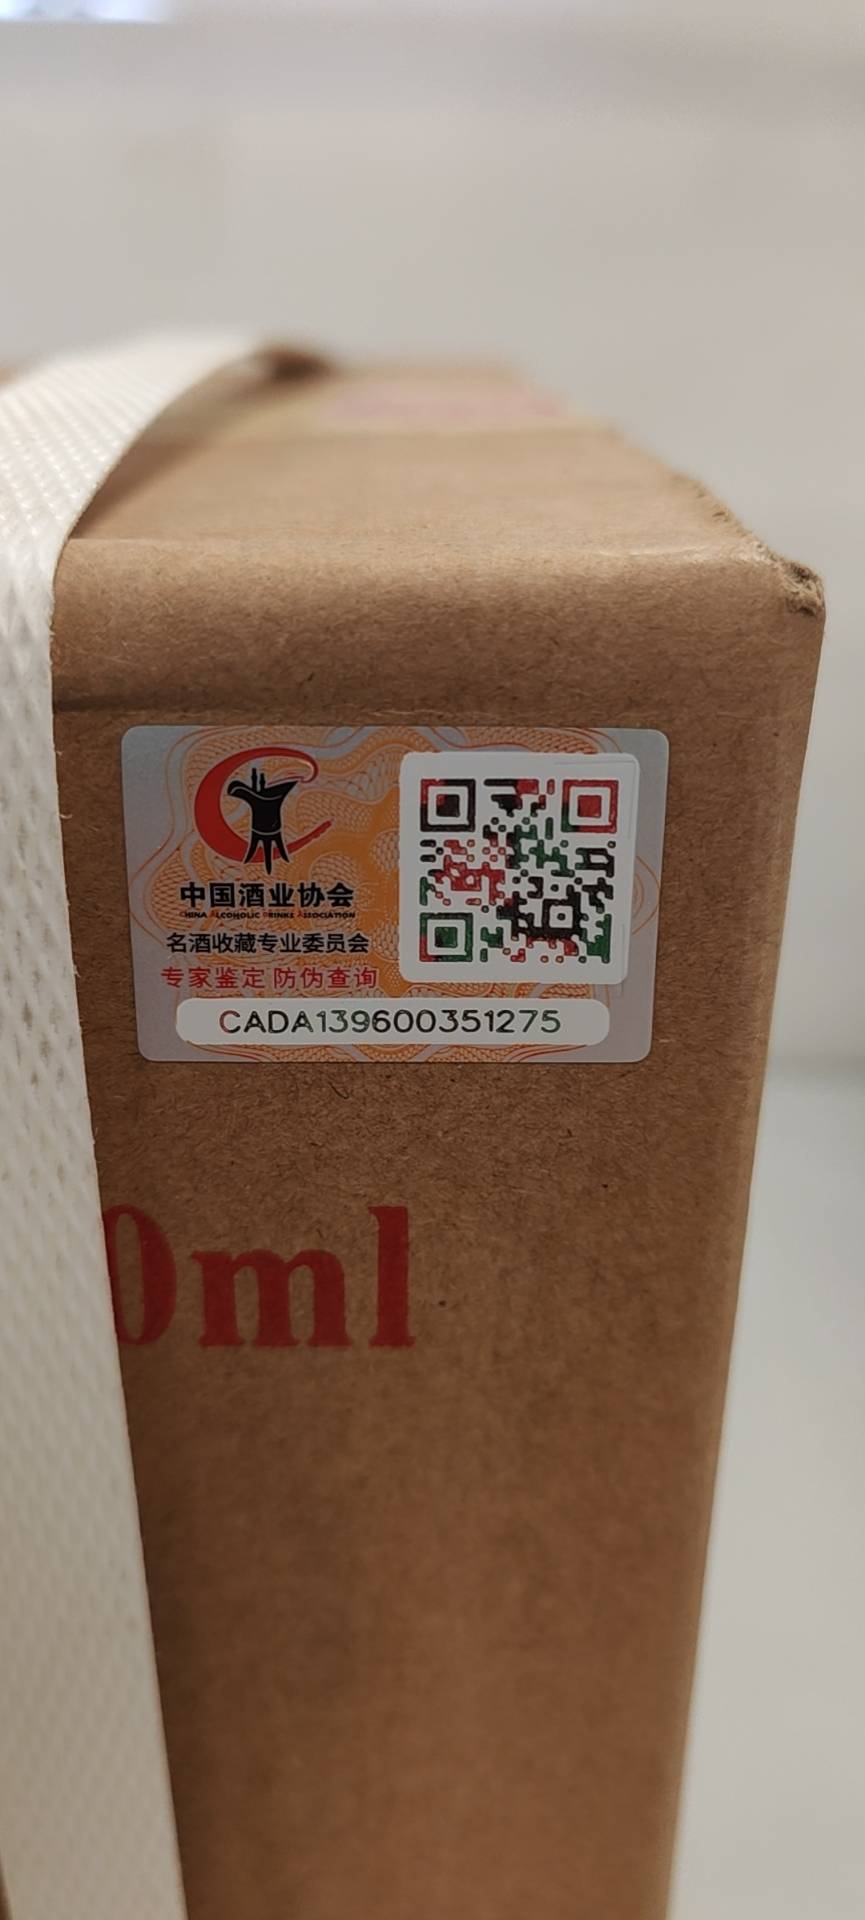 中国酒业协会
CHINA ALCOHOLIC DRINKS ASSOCIATION
名酒收藏专业委员会
专家鉴定 防伪查询
CADA139600351275
0ml